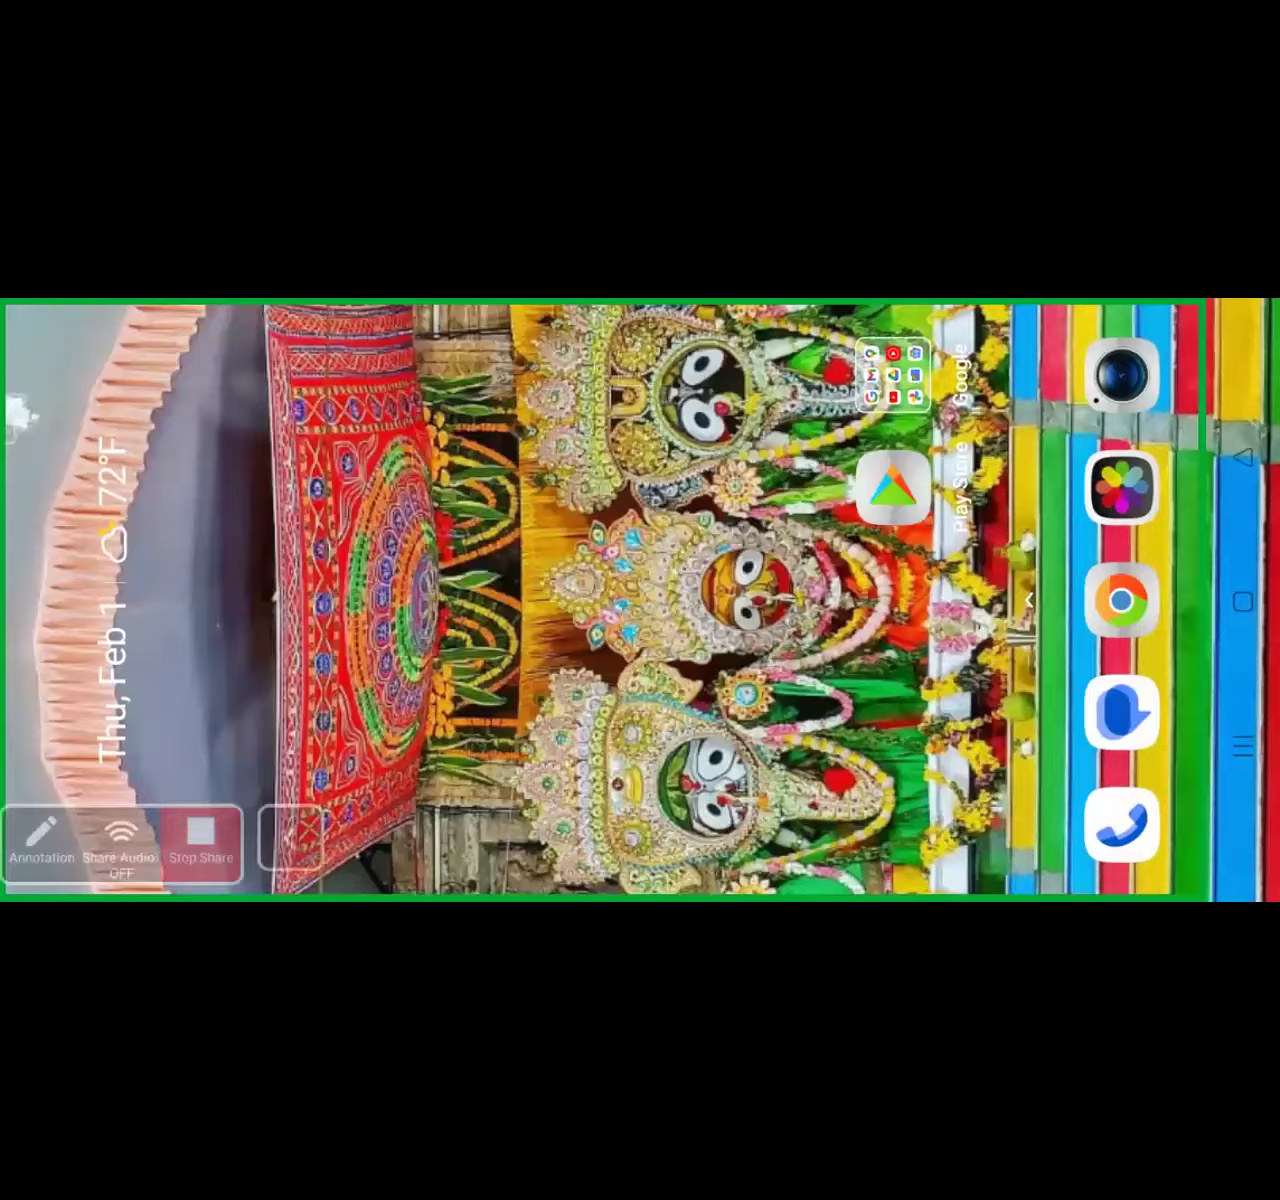 Thu, Feb 1 | 72°F
Google
Play Store
Annotation
Share Audio:
OFF
Stop Share